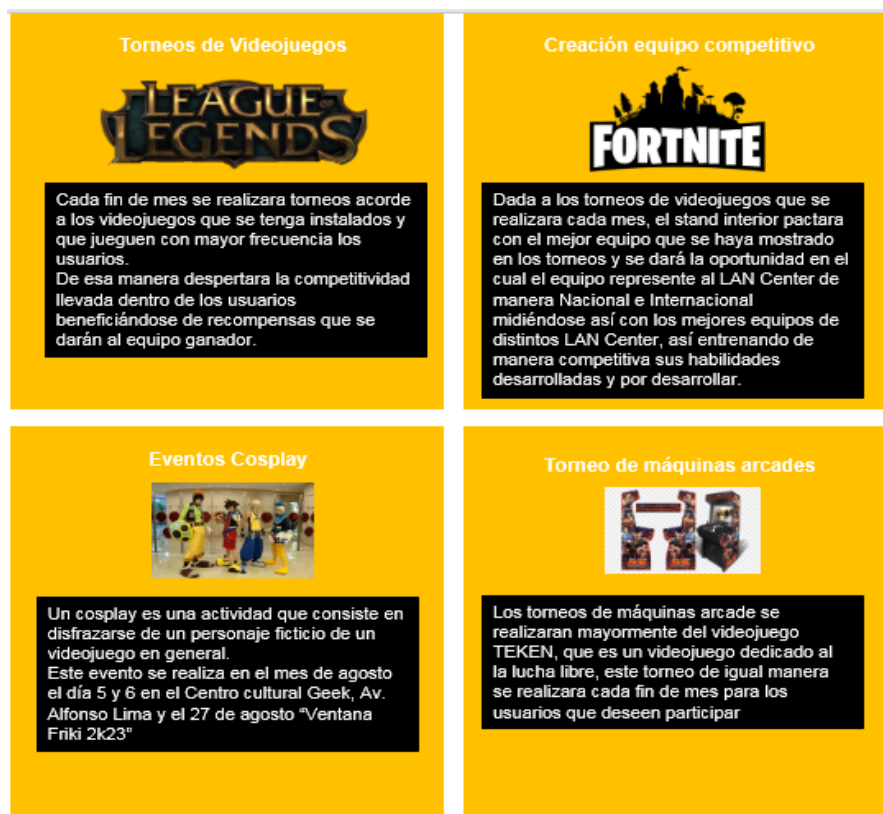 Torneos de Videojuegos
LEAGUE OF
LEGENDS
Cada fin de mes se realizara torneos acorde
a los videojuegos que se tenga instalados y
que jueguen con mayor frecuencia los
usuarios.
De esa manera despertara la competitividad
llevada dentro de los usuarios
beneficiándose de recompensas que se
darán al equipo ganador.
Creación equipo competitivo
FORTNITE
Dada a los torneos de videojuegos que se
realizara cada mes, el stand interior pactara
con el mejor equipo que se haya mostrado
en los torneos y se dará la oportunidad en el
cual el equipo represente al LAN Center de
manera Nacional e Internacional
midiéndose así con los mejores equipos de
distintos LAN Center, así entrenando de
manera competitiva sus habilidades
desarrolladas y por desarrollar.
Eventos Cosplay
Un cosplay es una actividad que consiste en
disfrazarse de un personaje ficticio de un
videojuego en general.
Este evento se realiza en el mes de agosto
el día 5 y 6 en el Centro cultural Geek, Av.
Alfonso Lima y el 27 de agosto “Ventana
Friki 2k23”
Torneo de máquinas arcades
Los torneos de máquinas arcade se
realizaran mayormente del videojuego
TEKEN, que es un videojuego dedicado al
la lucha libre, este torneo de igual manera
se realizara cada fin de mes para los
usuarios que deseen participar